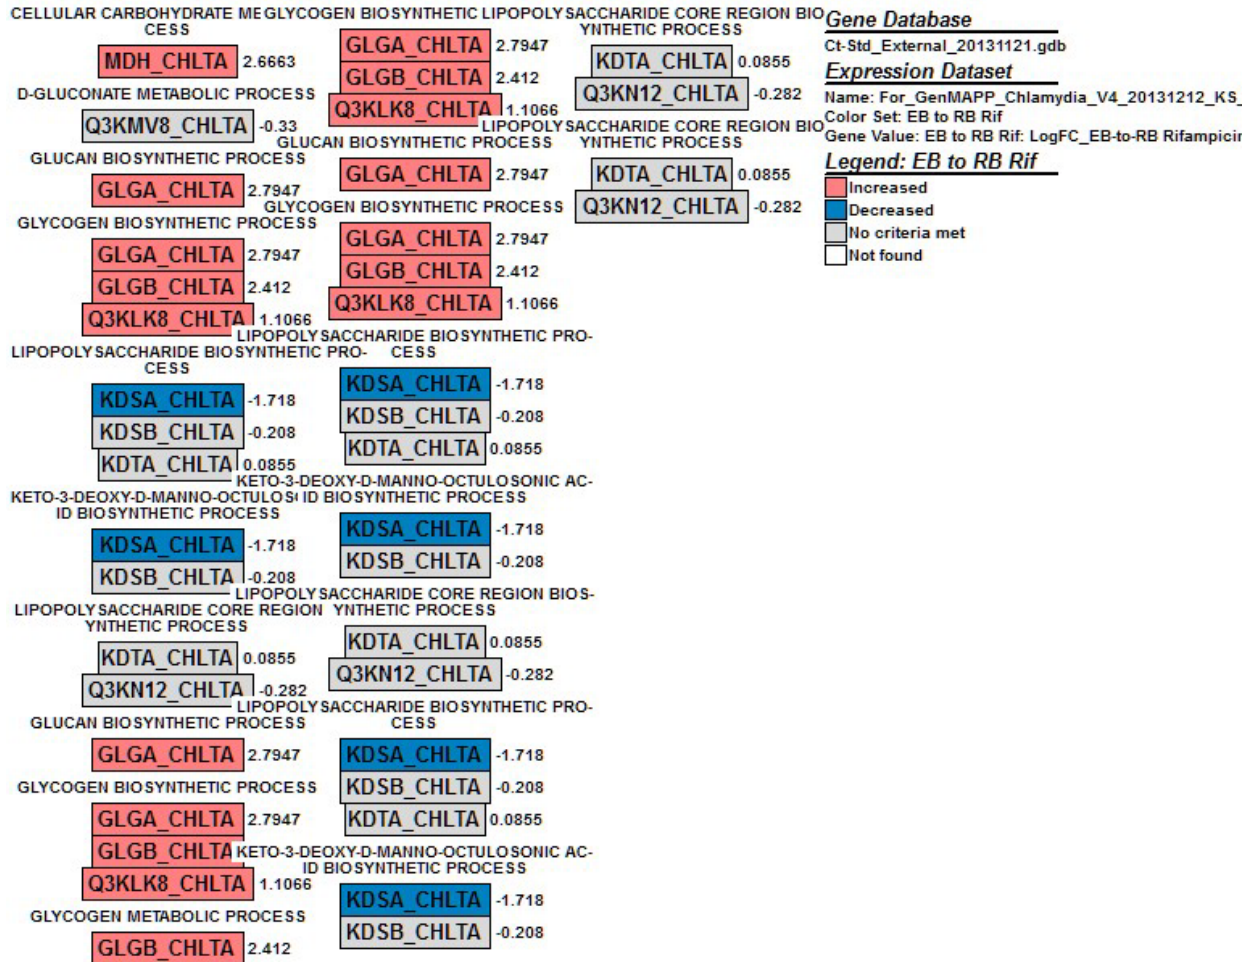 CELLULAR CARBOHYDRATE ME
CESS
MDH_CHLTA 2.6663
D-GLUCONATE METABOLIC PROCESS
Q3KMV8_CHLTA -0.33
GLUCAN BIOSYNTHETIC PROCESS
GLGA_CHLTA 2.7947
GLYCOGEN BIOSYNTHETIC PROCESS
GLGA_CHLTA 2.7947
GLGB_CHLTA 2.412
Q3KLK8_CHLTA 1.1066
LIPOPOLYSACCHARIDE BIOSYNTHETIC PRO-
CESS
KDSA_CHLTA -1.718
KDSB_CHLTA -0.208
KDTA_CHLTA 0.0855
KETO-3-DEOXY-D-MANNO-OCTULOS
ID BIOSYNTHETIC PROCESS
KDSA_CHLTA -1.718
KDSB_CHLTA -0.208
LIPOPOLYSACCHARIDE CORE REGION
YNTHETIC PROCESS
KDTA_CHLTA 0.0855
Q3KN12_CHLTA -0.282
GLUCAN BIOSYNTHETIC PROCESS
GLGA_CHLTA 2.7947
GLYCOGEN BIOSYNTHETIC PROCESS
GLGA_CHLTA 2.7947
GLGB_CHLTA
Q3KLK8_CHLTA 1.1066
GLYCOGEN METABOLIC PROCESS
GLGB_CHLTA 2.412
GLYCOGEN BIOSYNTHETIC
GLGA_CHLTA 2.7947
GLGB_CHLTA 2.412
Q3KLK8_CHLTA 1.1066
GLUCAN BIOSYNTHETIC PROCESS
GLGA_CHLTA 2.7947
GLYCOGEN BIOSYNTHETIC PROCESS
GLGA_CHLTA 2.7947
GLGB_CHLTA 2.412
Q3KLK8_CHLTA 1.1066
LIPOPOLYSACCHARIDE BIOSYNTHETIC PRO-
CESS
KDSA_CHLTA -1.718
KDSB_CHLTA -0.208
KDTA_CHLTA 0.0855
KETO-3-DEOXY-D-MANNO-OCTULOSONIC AC-
ID BIOSYNTHETIC PROCESS
KDSA_CHLTA -1.718
KDSB_CHLTA -0.208
LIPOPOLYSACCHARIDE CORE REGION BIOS-
YNTHETIC PROCESS
KDTA_CHLTA 0.0855
Q3KN12_CHLTA -0.282
LIPOPOLYSACCHARIDE BIOSYNTHETIC PRO-
CESS
KDSA_CHLTA -1.718
KDSB_CHLTA -0.208
KDTA_CHLTA 0.0855
KETO-3-DEOXY-D-MANNO-OCTULOSONIC AC-
ID BIOSYNTHETIC PROCESS
KDSA_CHLTA -1.718
KDSB_CHLTA -0.208
LIPOPOLYSACCHARIDE CORE REGION BIO
YNTHETIC PROCESS
KDTA_CHLTA 0.0855
Q3KN12_CHLTA -0.282
LIPOPOLYSACCHARIDE CORE REGION BIO
YNTHETIC PROCESS
KDTA_CHLTA 0.0855
Q3KN12_CHLTA -0.282
Gene Database
Ct-Std_External_20131121.gdb
Expression Dataset
Name: For_GenMAPP_Chlamydia_V4_20131212_KS_
Color Set: EB to RB Rif
Gene Value: EB to RB Rif: LogFC_EB-to-RB Rifampicin
Legend: EB to RB Rif
Increased
Decreased
No criteria met
Not found